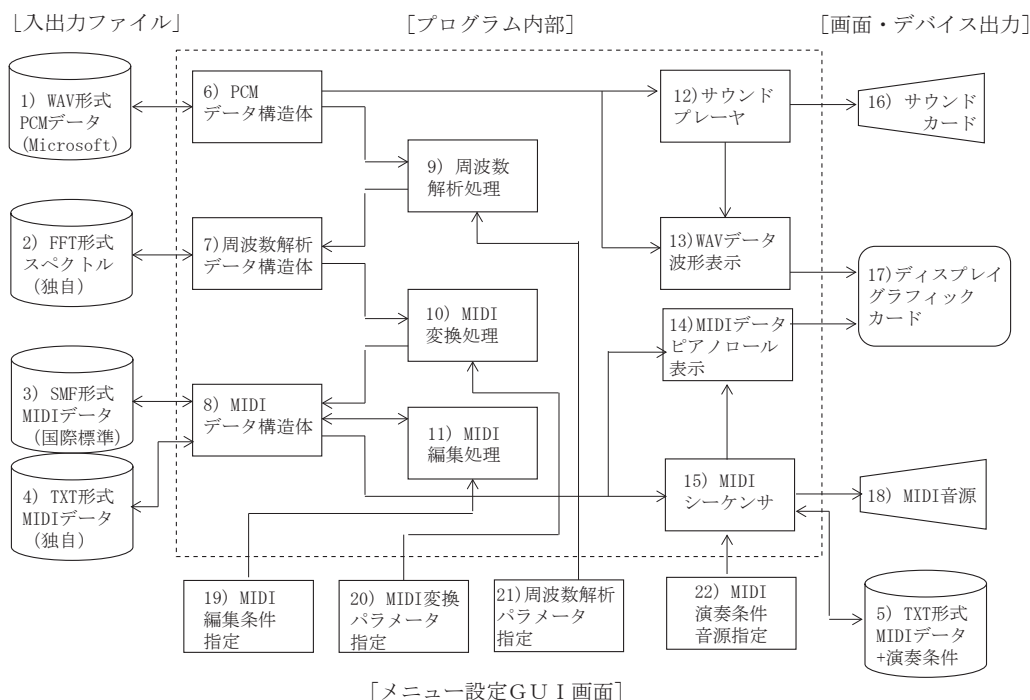 [入出力ファイル]
[プログラム内部]
[画面・デバイス出力]
1) WAV形式
PCMデータ
(Microsoft)
2) FFT形式
スペクトル
(独自)
3) SMF形式
MIDIデータ
(国際標準)
4) TXT形式
MIDIデータ
(独自)
6) PCM
データ構造体
7)周波数解析
データ構造体
8) MIDI
データ構造体
9) 周波数
解析処理
10) MIDI
変換処理
11) MIDI
編集処理
12)サウンド
プレーヤ
13)WAVデータ
波形表示
14)MIDIデータ
ピアノロール
表示
15) MIDI
シーケンサ
16) サウンド
カード
17)ディスプレイ
グラフィック
カード
18) MIDI音源
19) MIDI
編集条件
指定
20) MIDI変換
パラメータ
指定
21)周波数解析
パラメータ
指定
22) MIDI
演奏条件
音源指定
5) TXT形式
MIDIデータ
+演奏条件
[メニュー設定GUI画面]